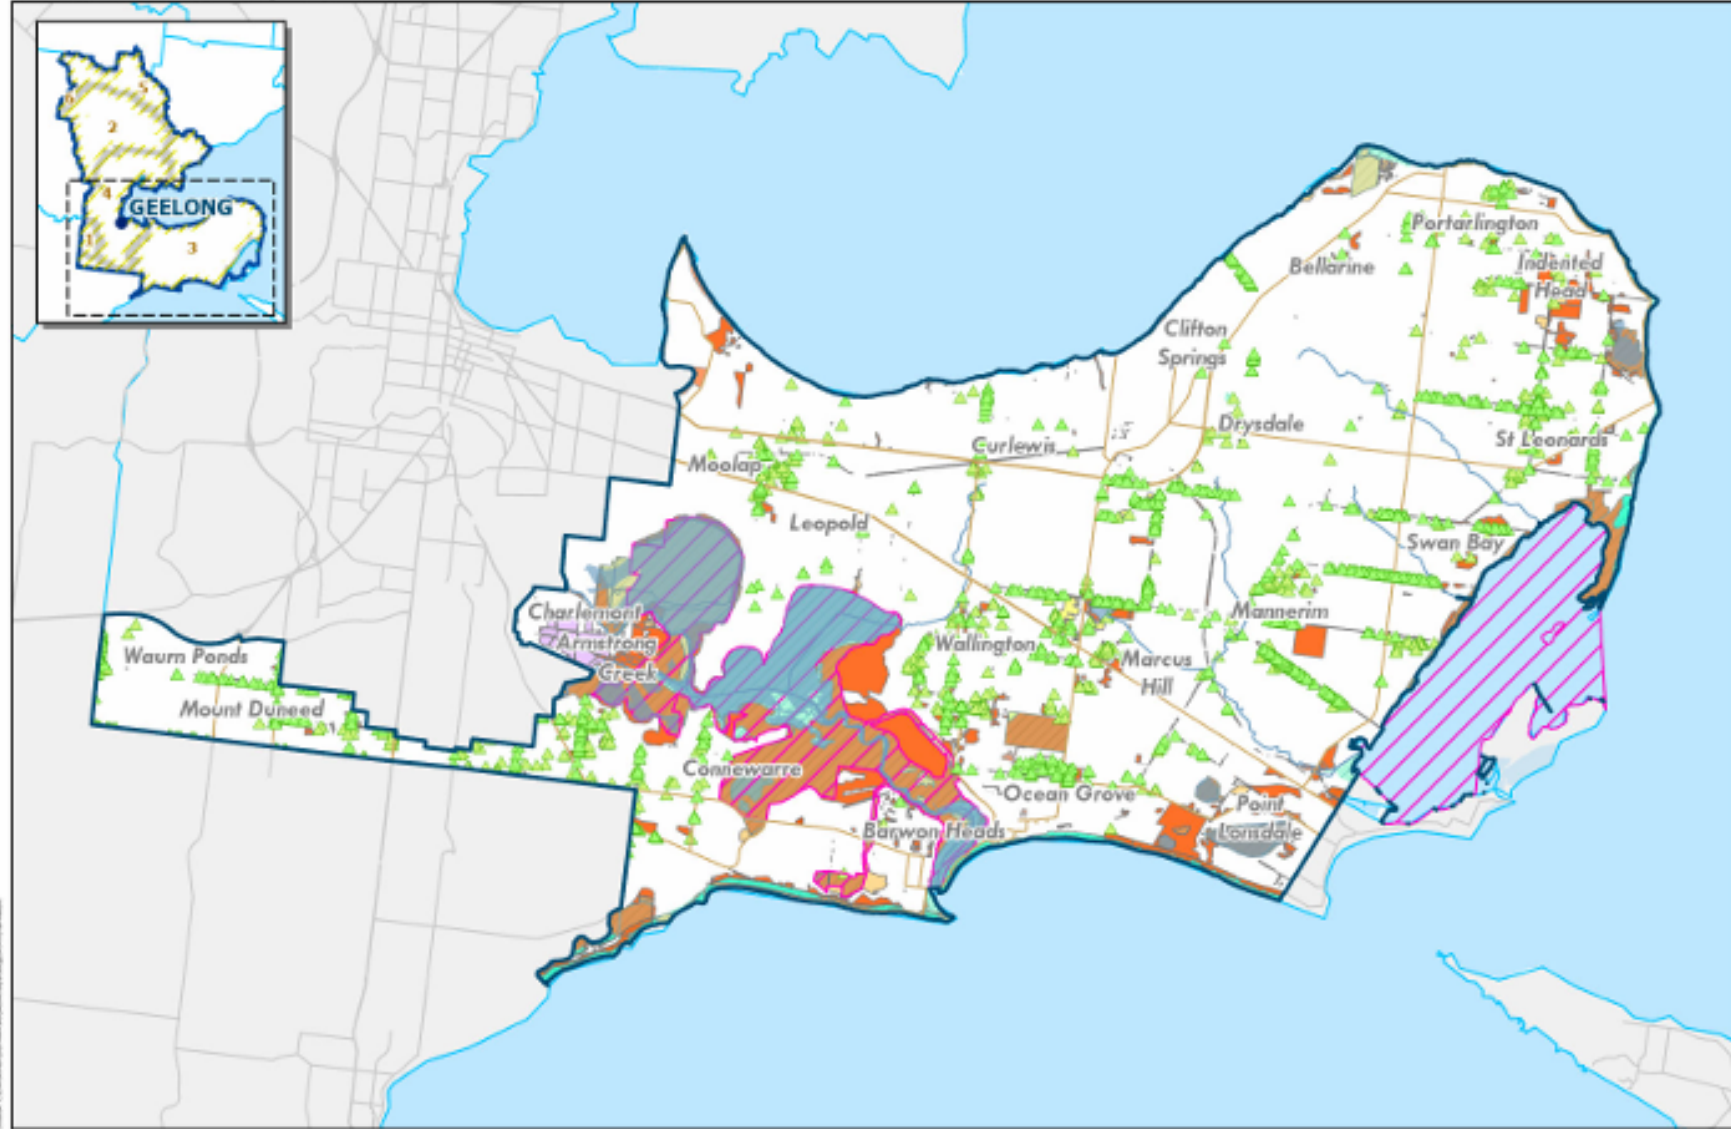 6
5
2
4
GEELONG
1
3
Portarlington
Bellarine
Indented
Head
Clifton
Springs
Drysdale
St Leonards
Curlewis
Moolap
Leopold
Swan Bay
Charlemont
Armstrong
Creek
Mannerim
Wallington
Marcus
Hill
Waurn Ponds
Mount Duneed
Connewarre
Ocean Grove
Point
Lonsdale
Barwon Heads